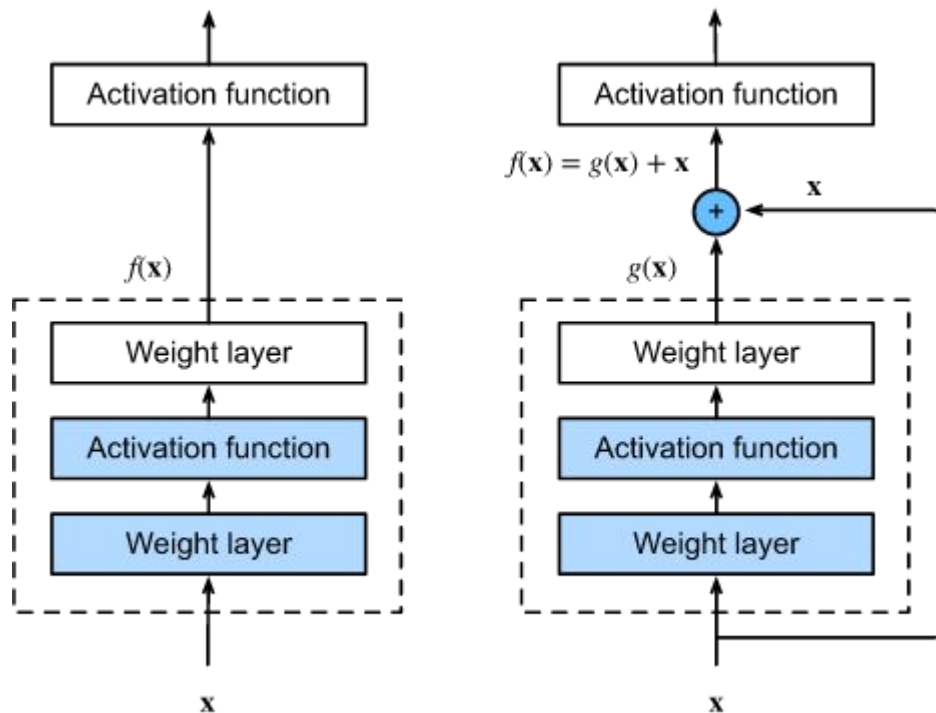 Activation function
f(x)
Weight layer
Activation function
Weight layer
x
Activation function
f(x) = g(x) + x
x
+
g(x)
Weight layer
Activation function
Weight layer
x